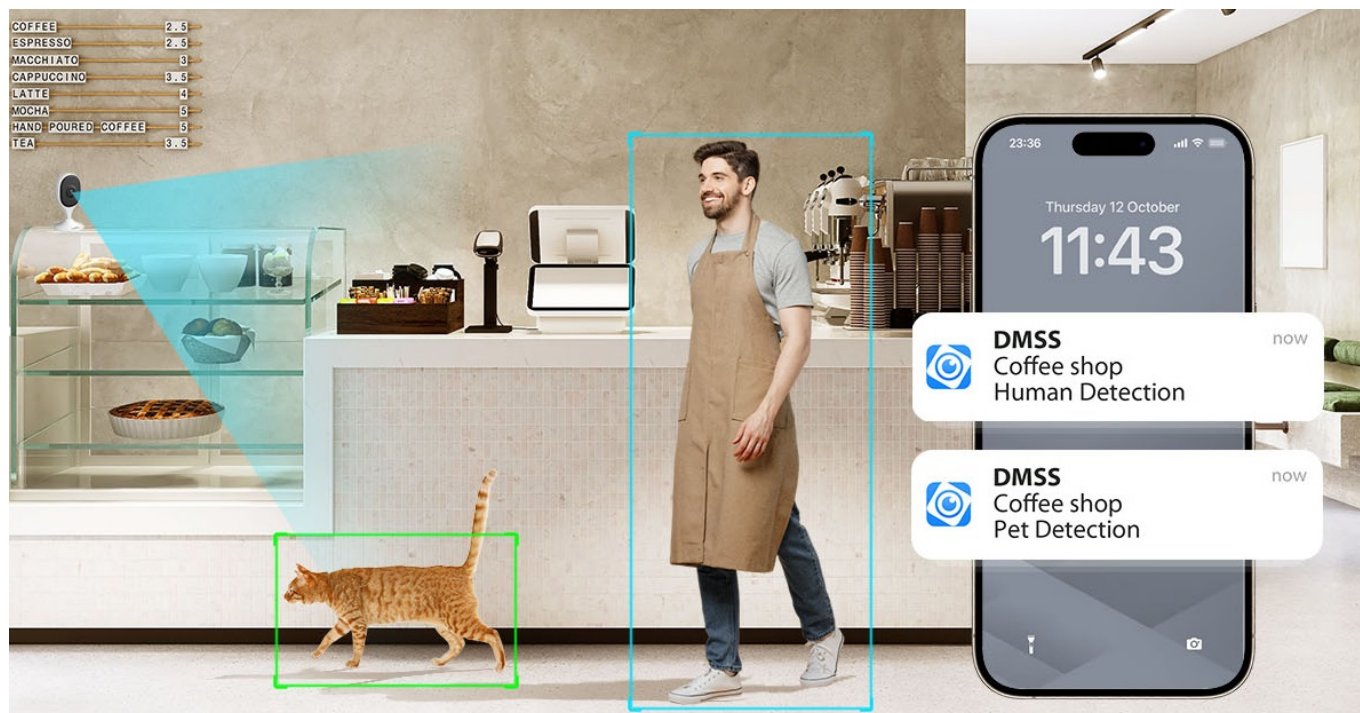 COFFEE 2.5
ESPRESSO 2.5
MACCHIATO 3
CAPPUCCINO 3.5
LATTE 4
MOCHA 5
HAND POURED COFFEE 5
TEA 3.5
23:36
Thursday 12 October
11:43
DMSS now
Coffee shop
Human Detection
DMSS now
Coffee shop
Pet Detection